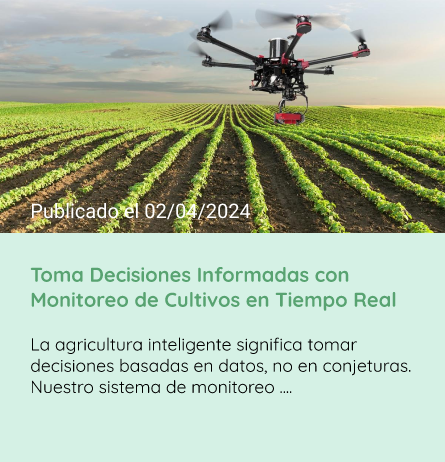 Publicado el 02/04/2024
Toma Decisiones Informadas con
Monitoreo de Cultivos en Tiempo Real
La agricultura inteligente significa tomar
decisiones basadas en datos, no en conjeturas.
Nuestro sistema de monitoreo ....